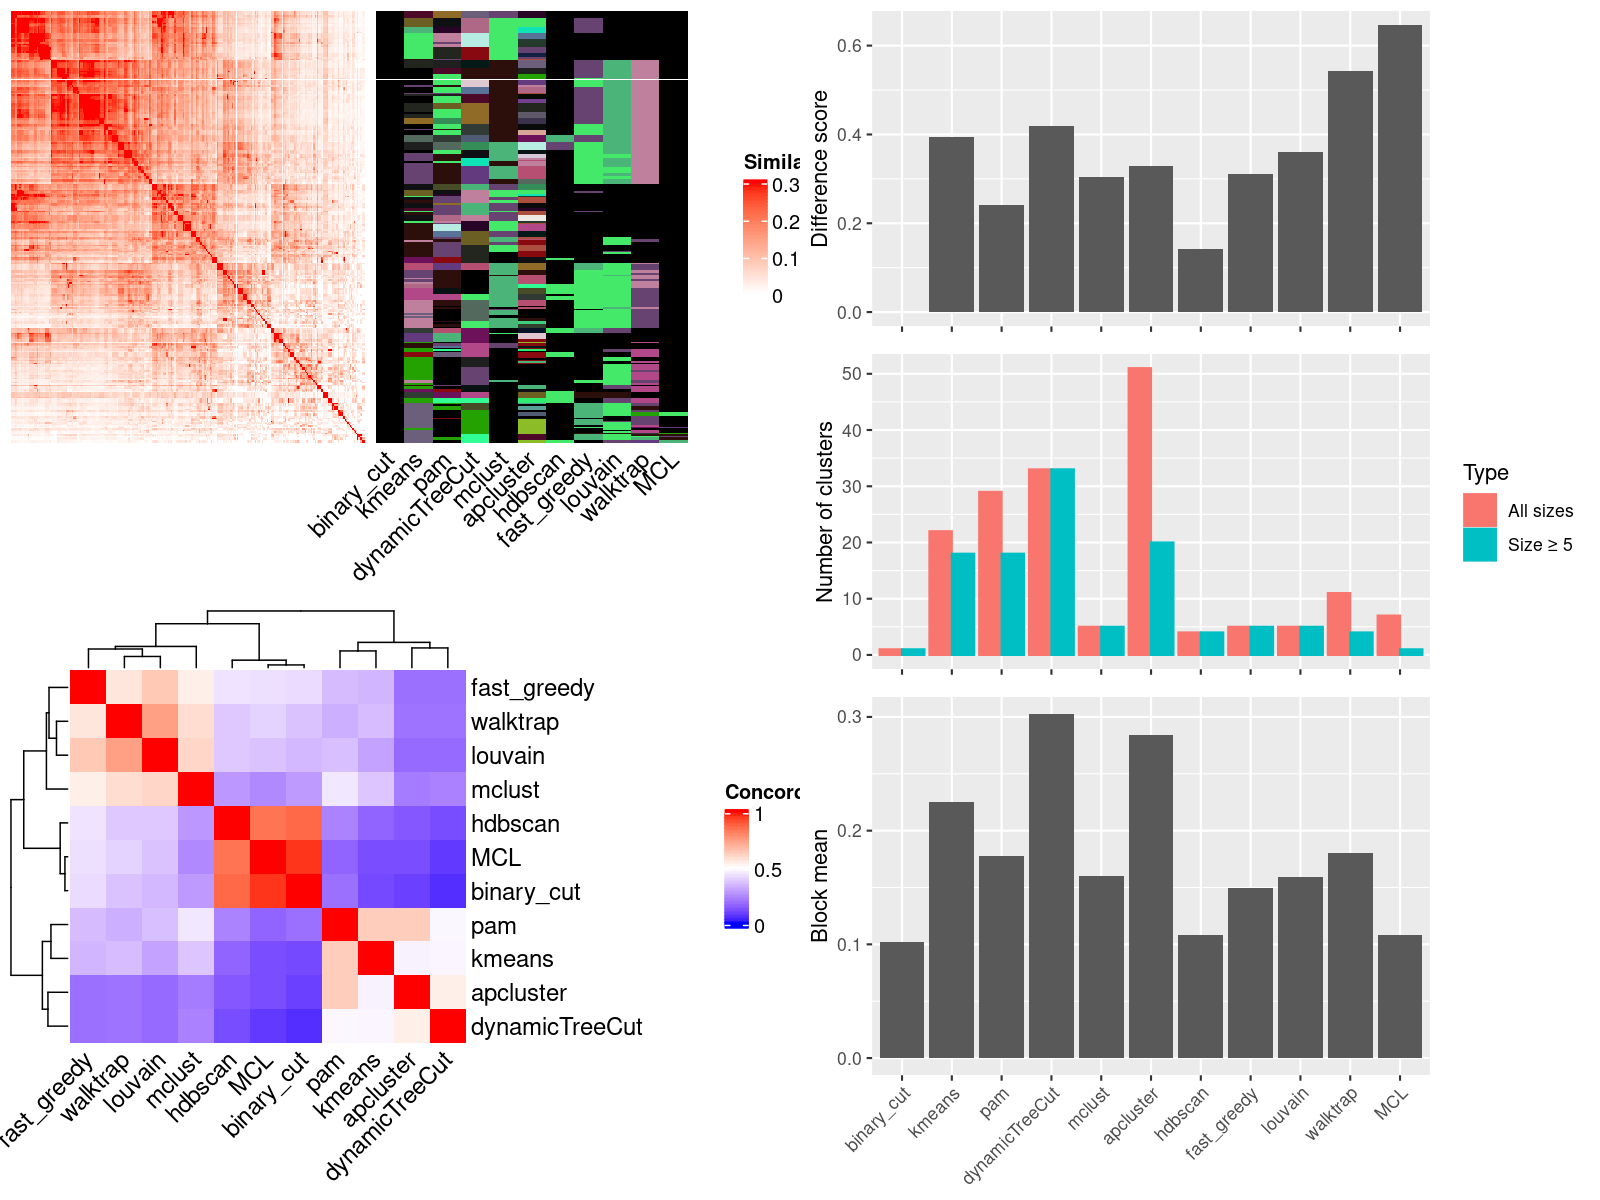 Simila
0.3
0.2
0.1
0
binary_cut
kmeans
pam
dynamicTreeCut
mclust
apcluster
hdbscan
fast_greedy
louvain
walktrap
MCL
Difference score
0.6
0.4
0.2
0.0
Number of clusters
50
40
30
20
10
0
Type
All sizes
Size ≥ 5
fast_greedy
walktrap
louvain
mclust
hdbscan
MCL
binary_cut
pam
kmeans
apcluster
dynamicTreeCut
fast_greedy
walktrap
louvain
mclust
hdbscan
MCL
binary_cut
pam
kmeans
apcluster
dynamicTreeCut
Concord
1
0.5
0
Block mean
0.3
0.2
0.1
0.0
binary_cut
kmeans
pam
dynamicTreeCut
mclust
apcluster
hdbscan
fast_greedy
louvain
walktrap
MCL